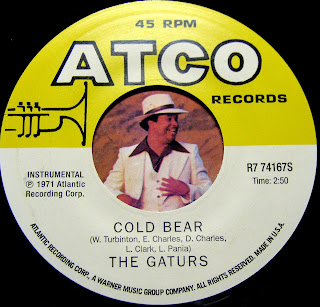 45 RPM
ATCO
RECORDS
INSTRUMENTAL
℗ 1971 Atlantic
Recording Corp.
R7 74167S
Time: 2:50
COLD BEAR
(W. Turbinton, E. Charles, D. Charles,
L. Clark, L. Pania)
THE GATURS
ATLANTIC RECORDING CORP., A WARNER MUSIC GROUP COMPANY. ALL RIGHTS RESERVED. MADE IN U.S.A.